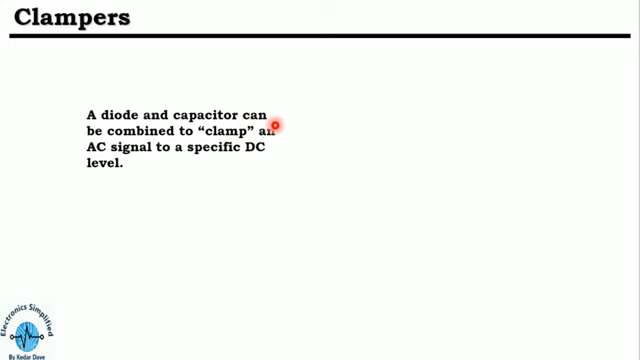 Clampers
A diode and capacitor can
be combined to “clamp” an
AC signal to a specific DC
level.
Electronics Simplified
By Kedar Dave